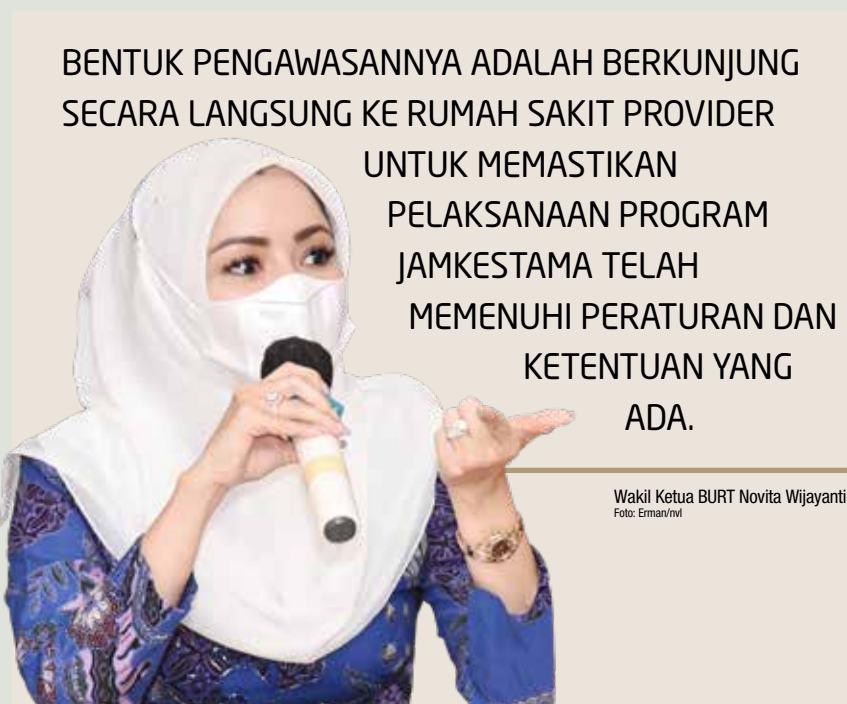 BENTUK PENGAWASANNYA ADALAH BERKUNJUNG
SECARA LANGSUNG KE RUMAH SAKIT PROVIDER
UNTUK MEMASTIKAN
PELAKSANAAN PROGRAM
JAMKESTAMA TELAH
MEMENUHI PERATURAN DAN
KETENTUAN YANG
ADA.
Wakil Ketua BURT Novita Wijayanti
Foto: Erman/nvl